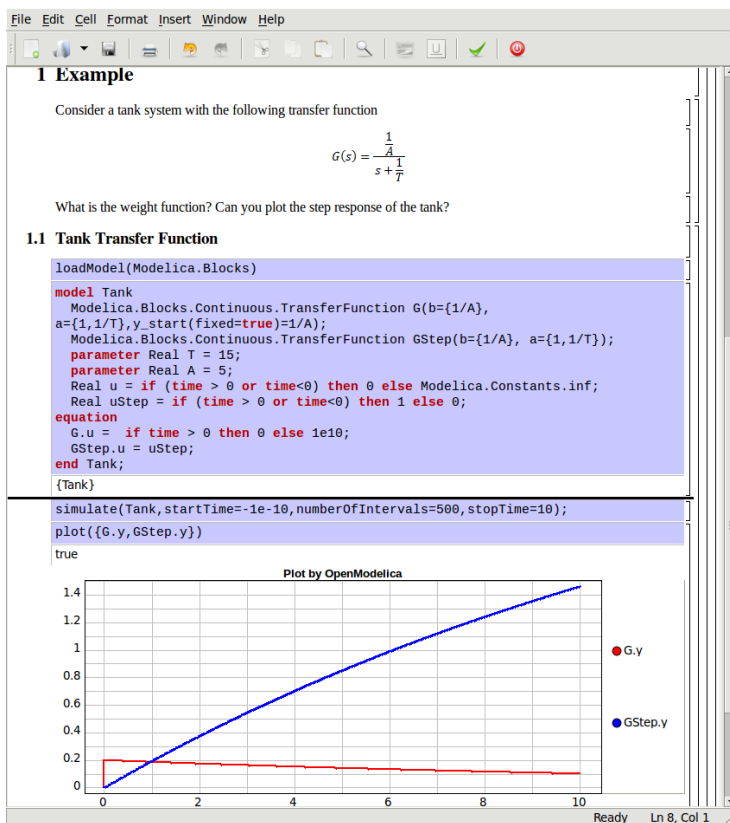 File Edit Cell Format Insert Window Help
1 Example
Consider a tank system with the following transfer function
G(s) = (1/A)/(s + 1/T)
What is the weight function? Can you plot the step response of the tank?
1.1 Tank Transfer Function
loadModel(Modelica.Blocks)
model Tank
  Modelica.Blocks.Continuous.TransferFunction G(b={1/A},
a={1,1/T},y_start(fixed=true)=1/A);
  Modelica.Blocks.Continuous.TransferFunction GStep(b={1/A}, a={1,1/T});
  parameter Real T = 15;
  parameter Real A = 5;
  Real u = if (time > 0 or time<0) then 0 else Modelica.Constants.inf;
  Real uStep = if (time > 0 or time<0) then 1 else 0;
equation
  G.u =  if time > 0 then 0 else 1e10;
  GStep.u = uStep;
end Tank;
{Tank}
simulate(Tank,startTime=-1e-10,numberOfIntervals=500,stopTime=10);
plot({G.y,GStep.y})
true
Plot by OpenModelica
1.4
1.2
1
0.8
0.6
0.4
0.2
0
G.y
GStep.y
0 2 4 6 8 10
Ready Ln 8, Col 1